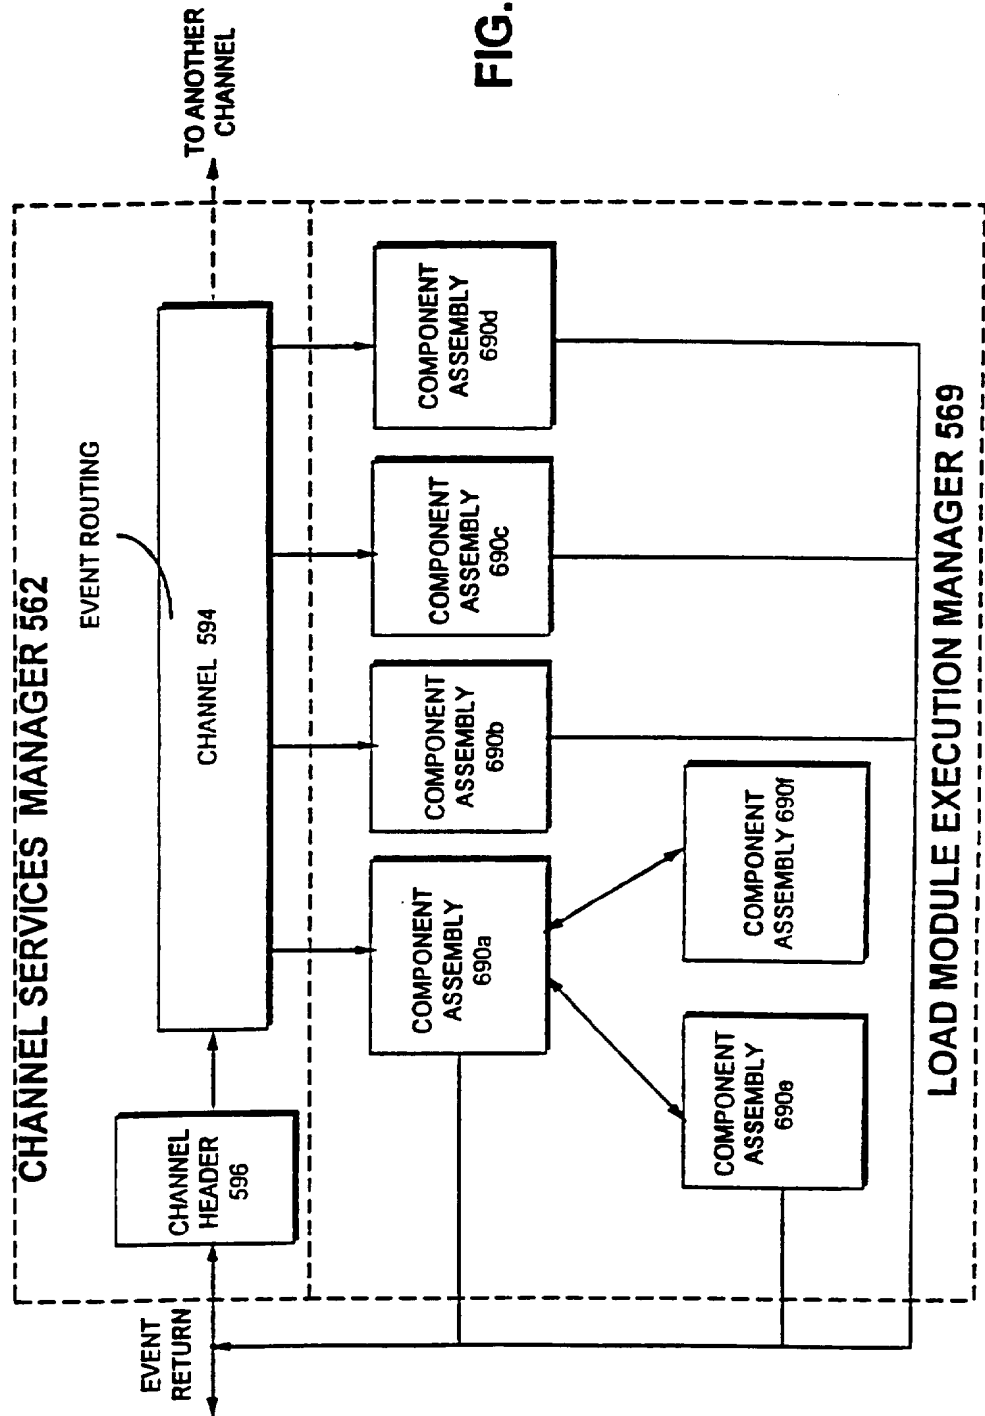 CHANNEL SERVICES MANAGER 562
EVENT
RETURN
CHANNEL
HEADER
596
CHANNEL 594
EVENT ROUTING
TO ANOTHER
CHANNEL
COMPONENT
ASSEMBLY
690a
COMPONENT
ASSEMBLY
690b
COMPONENT
ASSEMBLY
690c
COMPONENT
ASSEMBLY
690d
COMPONENT
ASSEMBLY
690e
COMPONENT
ASSEMBLY 690f
LOAD MODULE EXECUTION MANAGER 569
FIG.